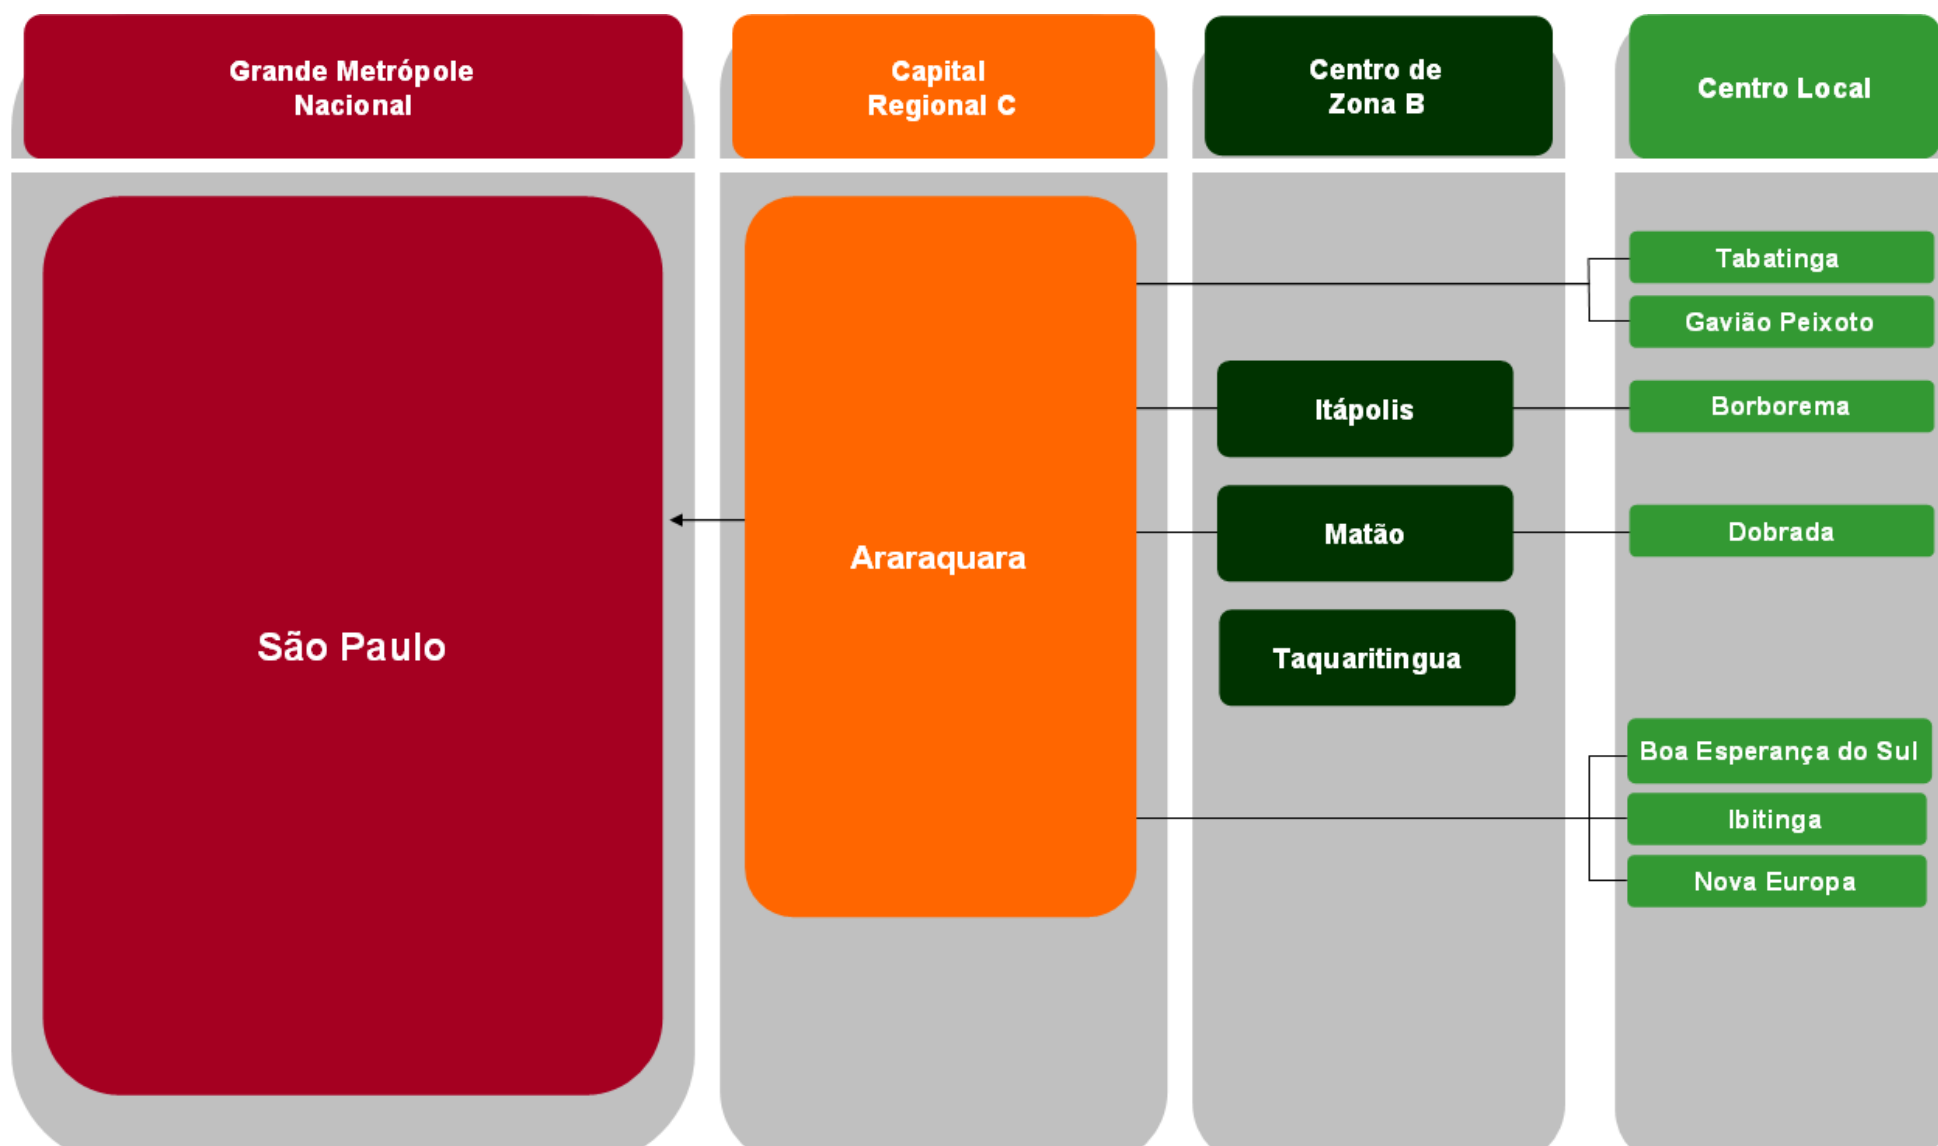 Grande Metrópole
Nacional
Capital
Regional C
Centro de
Zona B
Centro Local
São Paulo
Araraquara
Itápolis
Matão
Taquaritingua
Tabatinga
Gavião Peixoto
Borborema
Dobrada
Boa Esperança do Sul
Ibitinga
Nova Europa